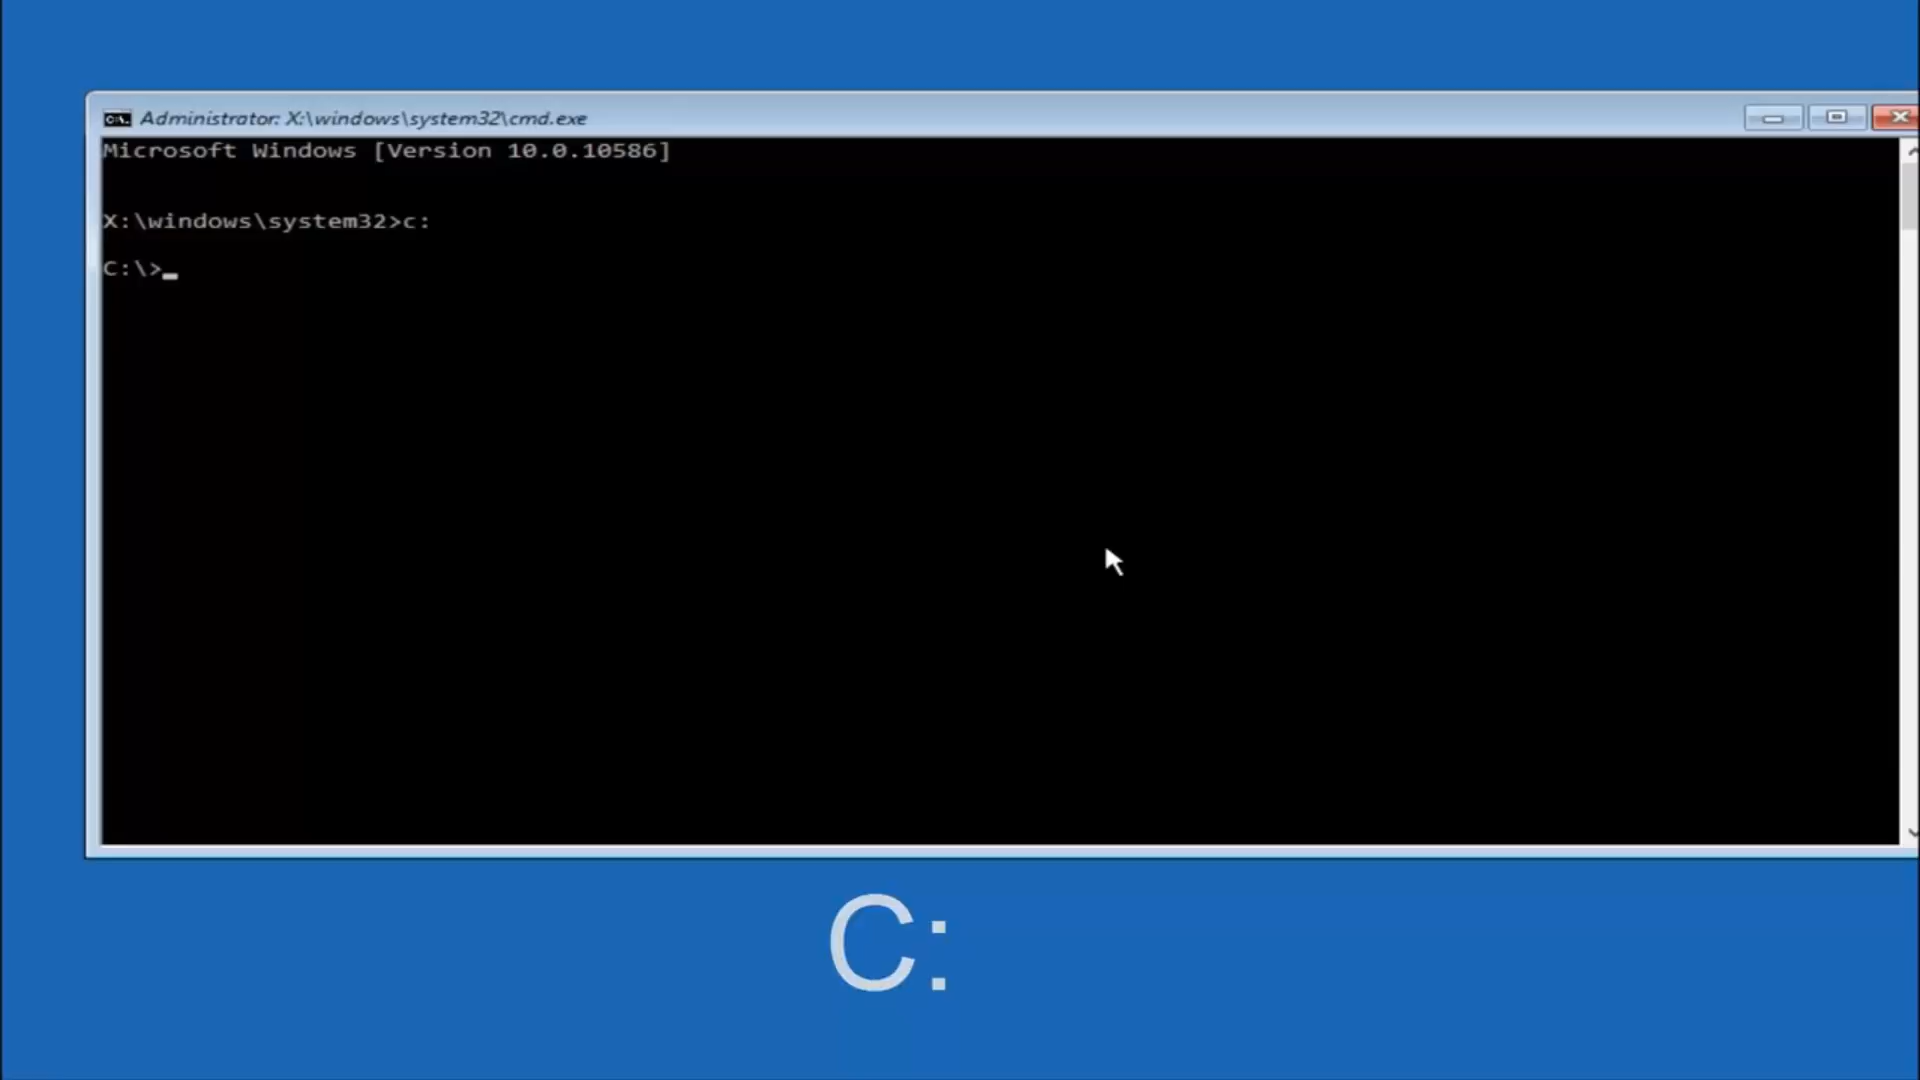 Administrator: X:\windows\system32\cmd.exe
Microsoft Windows [Version 10.0.10586]
X:\windows\system32>c:
C:\>_
C: